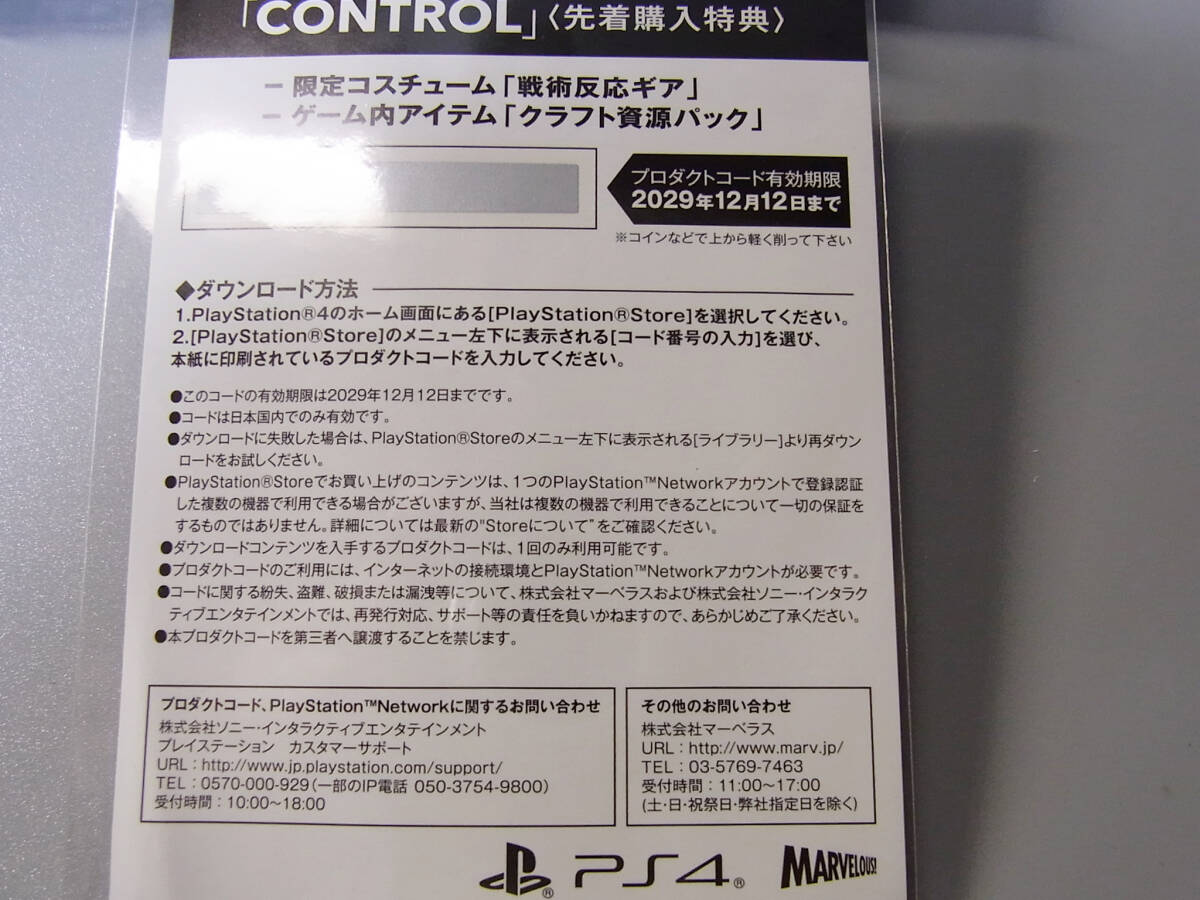 「CONTROL」〈先着購入特典〉
－ 限定コスチューム「戦術反応ギア」
－ ゲーム内アイテム「クラフト資源パック」
プロダクトコード有効期限
2029年12月12日まで
※コインなどで上から軽く削って下さい
◆ダウンロード方法
1.PlayStation®4のホーム画面にある[PlayStation®Store]を選択してください。
2.[PlayStation®Store]のメニュー左下に表示される[コード番号の入力]を選び、
本紙に印刷されているプロダクトコードを入力してください。
●このコードの有効期限は2029年12月12日までです。
●コードは日本国内でのみ有効です。
●ダウンロードに失敗した場合は、PlayStation®Storeのメニュー左下に表示される[ライブラリー]より再ダウン
ロードをお試しください。
●PlayStation®Storeでお買い上げのコンテンツは、1つのPlayStation™Networkアカウントで登録認証
した複数の機器で利用できる場合がございますが、当社は複数の機器で利用できることについて一切の保証を
するものではありません。詳細については最新の"Storeについて"をご確認ください。
●ダウンロードコンテンツを入手するプロダクトコードは、1回のみ利用可能です。
●プロダクトコードのご利用には、インターネットの接続環境とPlayStation™Networkアカウントが必要です。
●コードに関する紛失、盗難、破損または漏洩等について、株式会社マーベラスおよび株式会社ソニー・インタラク
ティブエンタテインメントでは、再発行対応、サポート等の責任を負いかねますので、あらかじめご了承ください。
●本プロダクトコードを第三者へ譲渡することを禁じます。
プロダクトコード、PlayStation™Networkに関するお問い合わせ
株式会社ソニー・インタラクティブエンタテインメント
プレイステーション カスタマーサポート
URL：http://www.jp.playstation.com/support/
TEL：0570-000-929（一部のIP電話 050-3754-9800）
受付時間：10:00～18:00
その他のお問い合わせ
株式会社マーベラス
URL：http://www.marv.jp/
TEL：03-5769-7463
受付時間：11:00～17:00
(土・日・祝祭日・弊社指定日を除く)
PS4®
MARVELOUS!